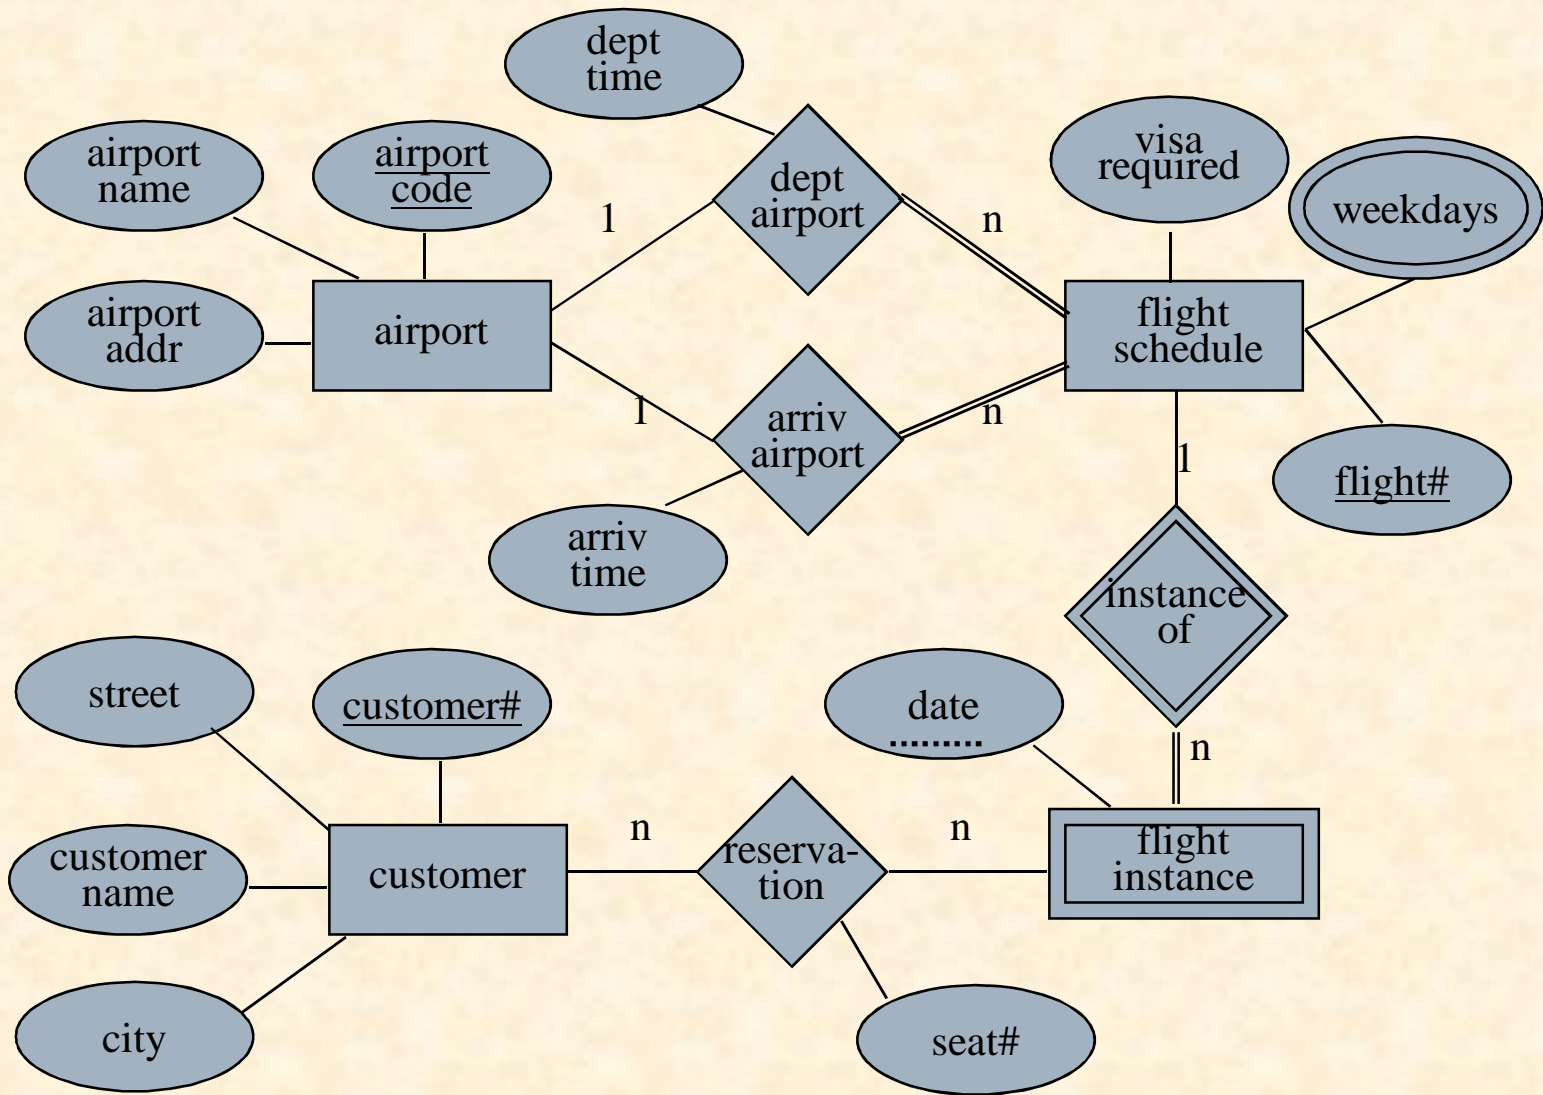 dept
time
airport
name
airport
code
dept
airport
visa
required
weekdays
1
n
airport
addr
airport
flight
schedule
1
n
arriv
airport
1
flight#
arriv
time
instance
of
street
customer#
date
n
customer
name
customer
n
reserva-
tion
n
flight
instance
city
seat#